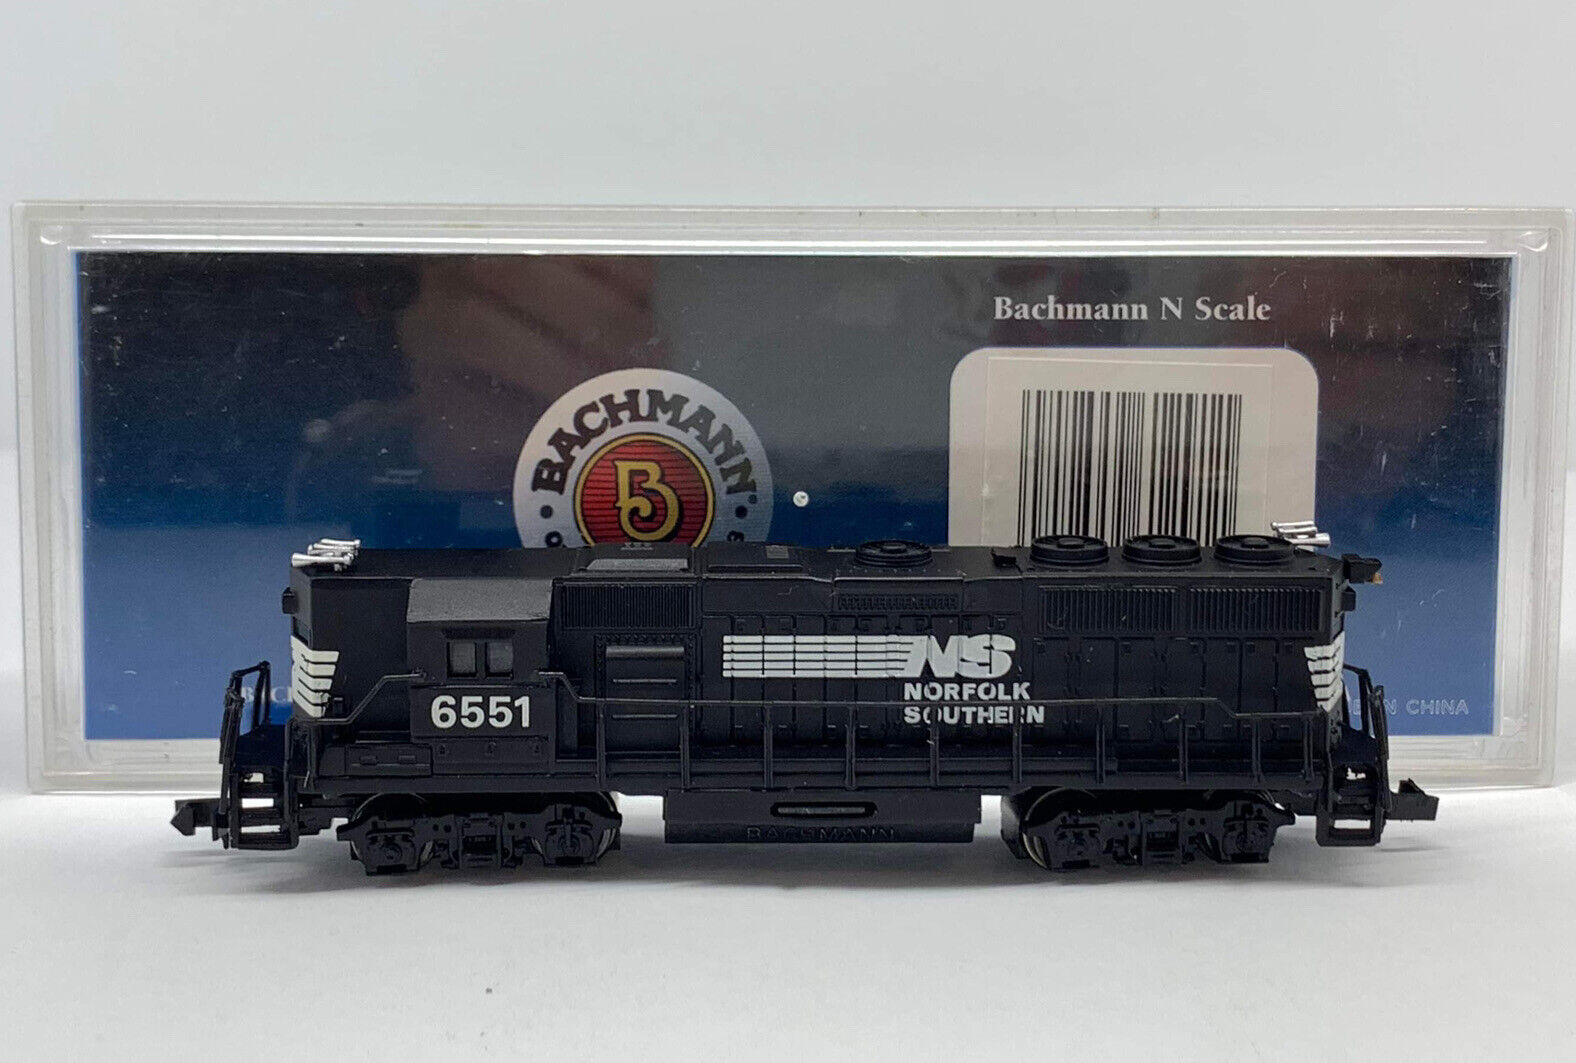 Bachmann N Scale
BACHMANN
B
NS
NORFOLK
SOUTHERN
6551
CHINA
BACHMANN